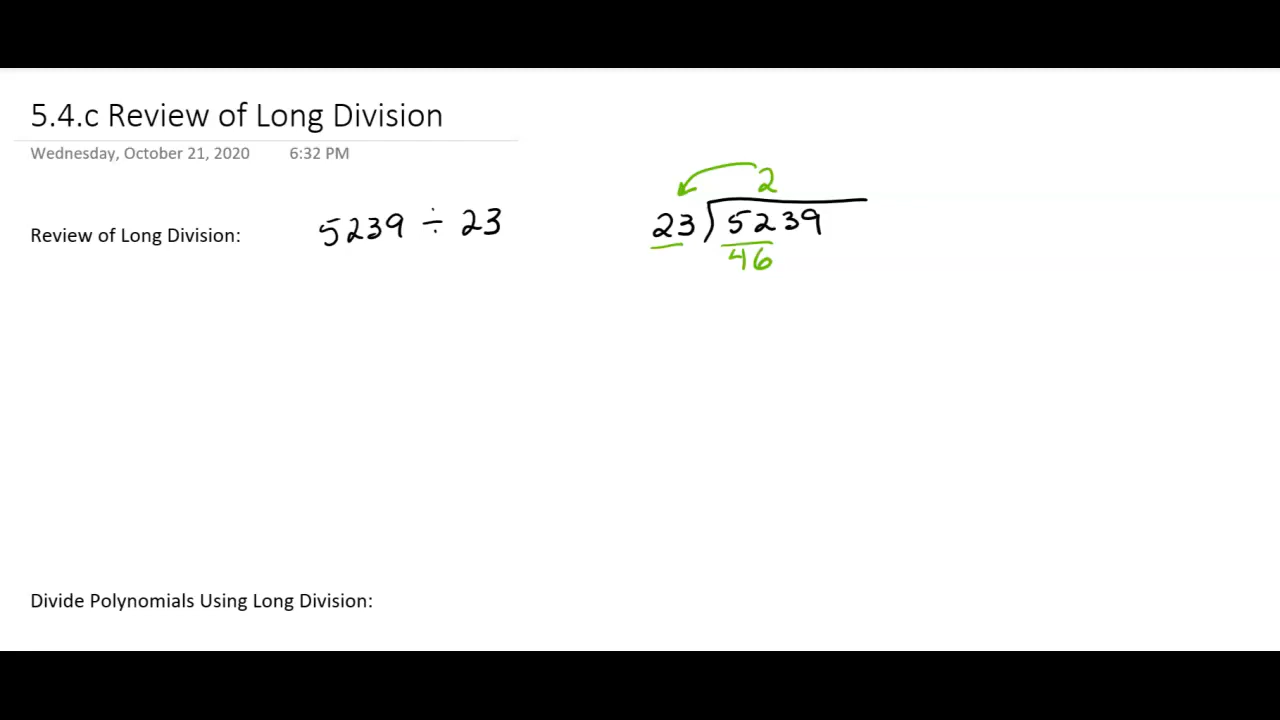 5.4.c Review of Long Division
Wednesday, October 21, 2020 6:32 PM
2
Review of Long Division: 5239 ÷ 23 23)5239
46
Divide Polynomials Using Long Division: